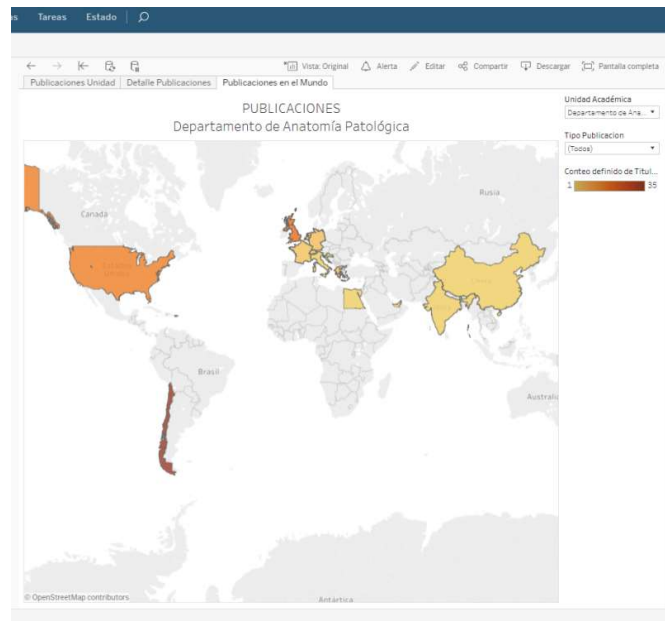 Tareas Estado
Vista: Original Alerta Editar Compartir Descargar Pantalla completa
Publicaciones Unidad Detalle Publicaciones Publicaciones en el Mundo
PUBLICACIONES
Departamento de Anatomía Patológica
Unidad Académica
Departamento de Ana...
Tipo Publicacion
(Todos)
Conteo definido de Titul...
1 35
Canadá
Rusia
Brasil
Australia
Antártica
© OpenStreetMap contributors